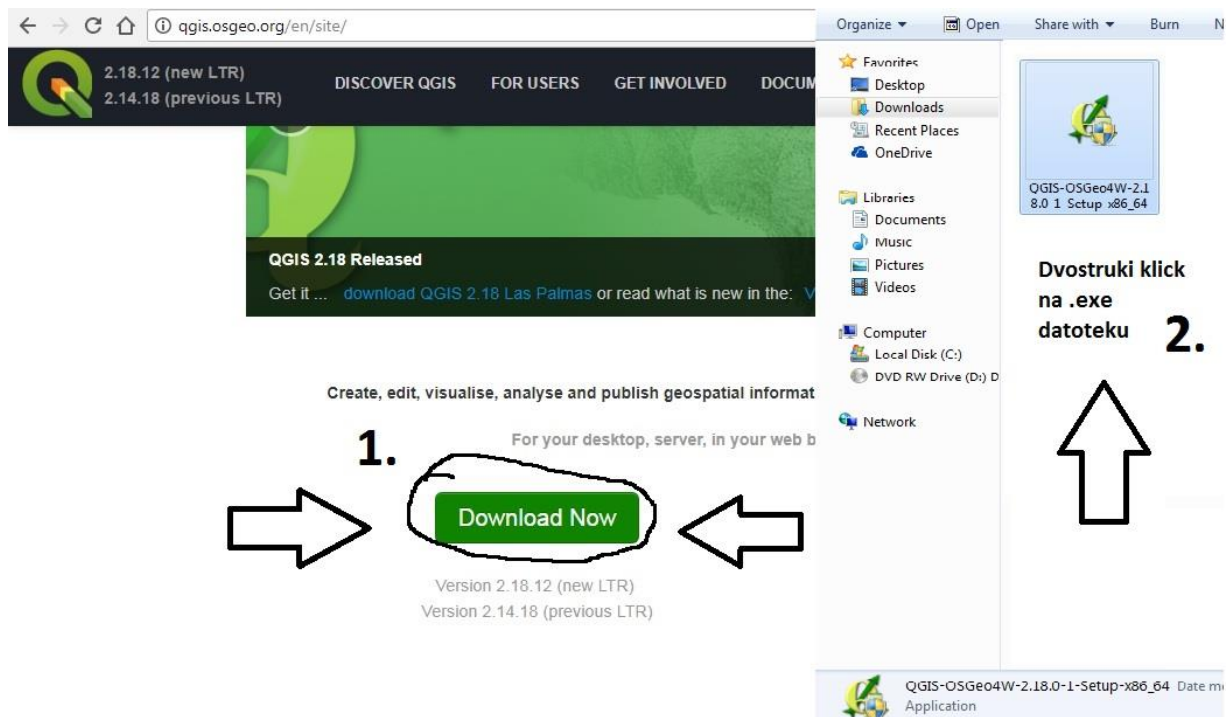 qgis.osgeo.org/en/site/
2.18.12 (new LTR)
2.14.18 (previous LTR)
DISCOVER QGIS FOR USERS GET INVOLVED DOCUM
QGIS 2.18 Released
Get it ... download QGIS 2.18 Las Palmas or read what is new in the: V
Create, edit, visualise, analyse and publish geospatial informat
For your desktop, server, in your web b
1.
Download Now
Version 2.18.12 (new LTR)
Version 2.14.18 (previous LTR)
Organize Open Share with Burn N
Favorites
Desktop
Downloads
Recent Places
OneDrive
Libraries
Documents
Music
Pictures
Videos
Computer
Local Disk (C:)
DVD RW Drive (D:) D
Network
QGIS-OSGeo4W-2.1
8.0-1-Setup-x86_64
Dvostruki klick
na .exe
datoteku
2.
QGIS-OSGeo4W-2.18.0-1-Setup-x86_64 Date m
Application